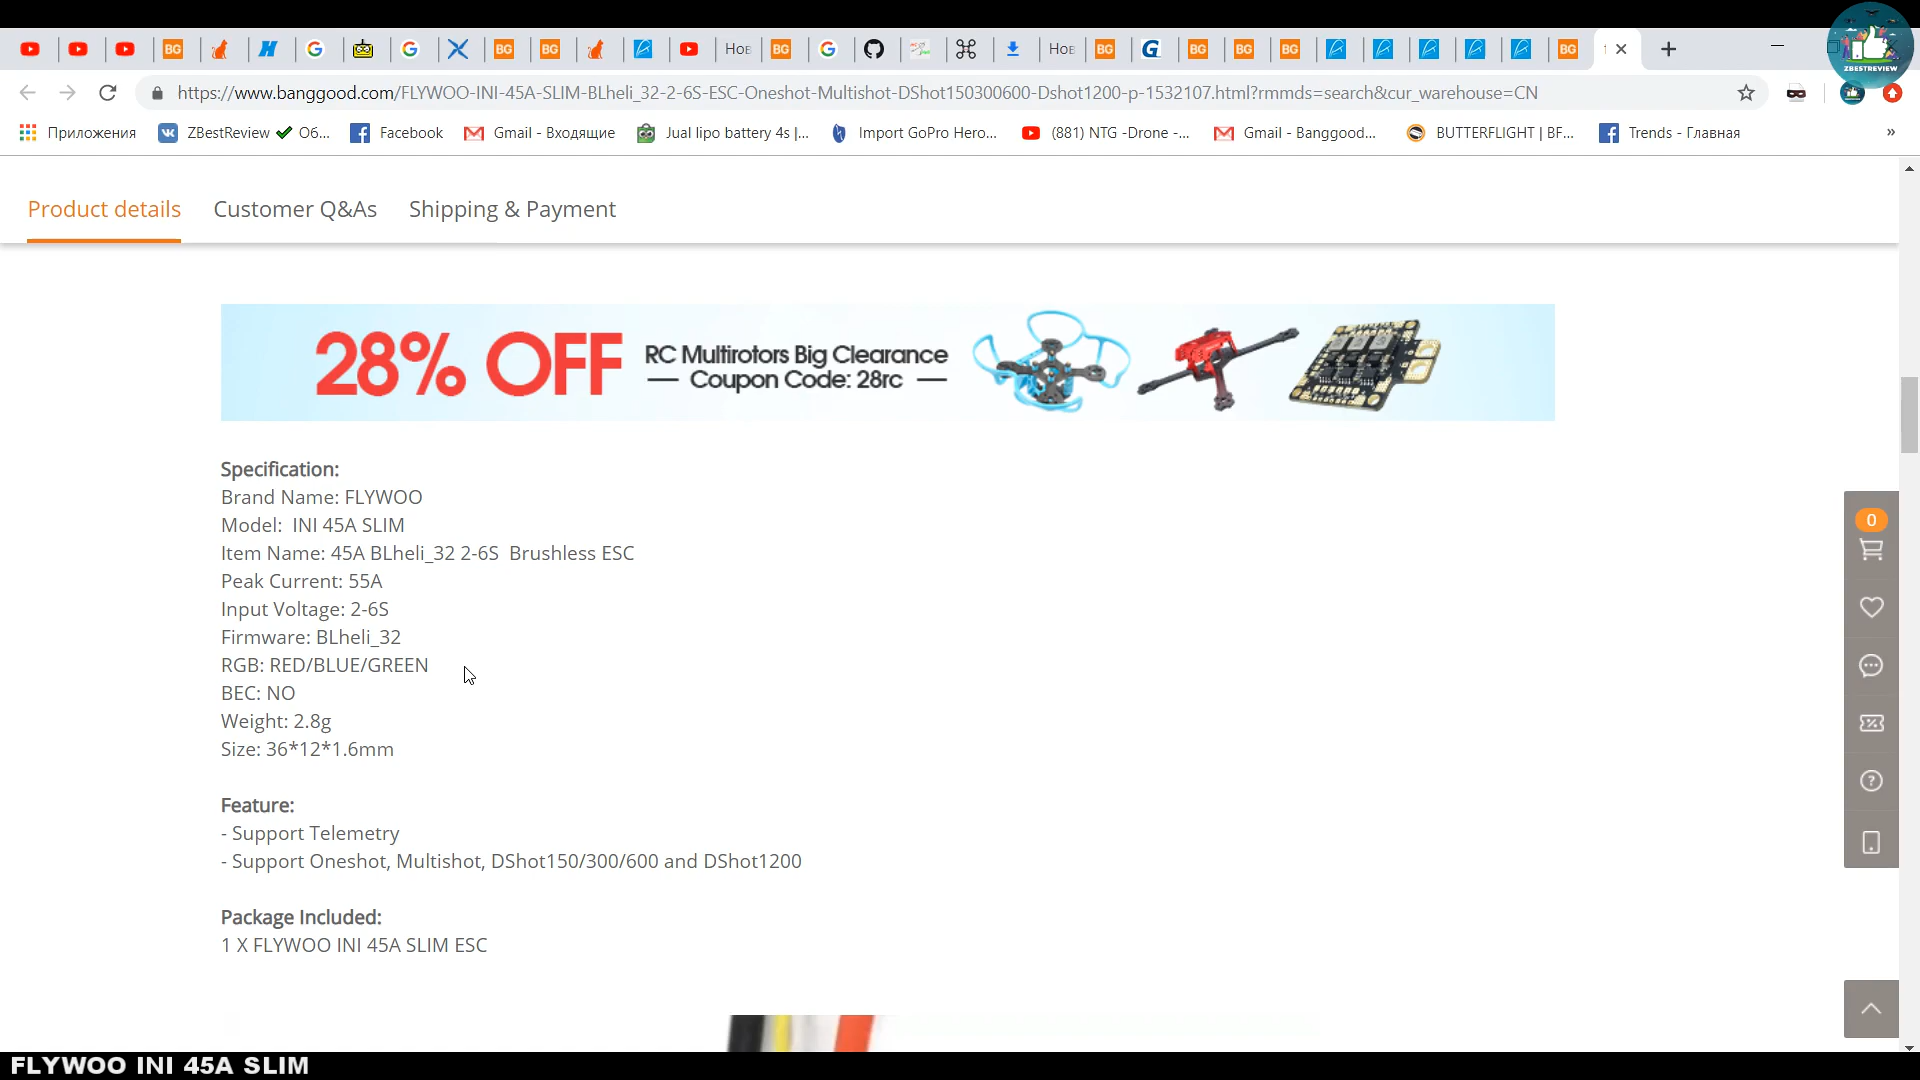 Нов
Нов
ZBESTREVIEW
https://www.banggood.com/FLYWOO-INI-45A-SLIM-BLheli_32-2-6S-ESC-Oneshot-Multishot-DShot150300600-Dshot1200-p-1532107.html?rmmds=search&cur_warehouse=CN
Приложения ZBestReview Об... Facebook Gmail - Входящие Jual lipo battery 4s |... Import GoPro Hero... (881) NTG -Drone -... Gmail - Banggood... BUTTERFLIGHT | BF... Trends - Главная »
Product details Customer Q&As Shipping & Payment
28% OFF
RC Multirotors Big Clearance
Coupon Code: 28rc
Specification:
Brand Name: FLYWOO
Model: INI 45A SLIM
Item Name: 45A BLheli_32 2-6S Brushless ESC
Peak Current: 55A
Input Voltage: 2-6S
Firmware: BLheli_32
RGB: RED/BLUE/GREEN
BEC: NO
Weight: 2.8g
Size: 36*12*1.6mm
Feature:
- Support Telemetry
- Support Oneshot, Multishot, DShot150/300/600 and DShot1200
Package Included:
1 X FLYWOO INI 45A SLIM ESC
0
FLYWOO INI 45A SLIM